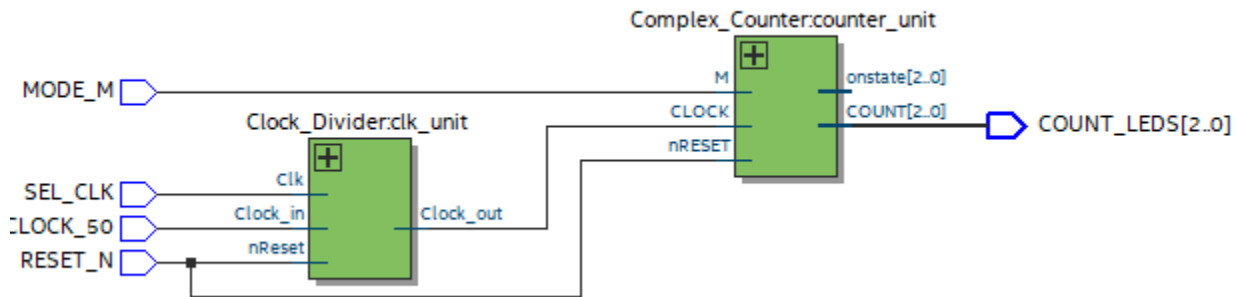 Complex_Counter:counter_unit
MODE_M
M
onstate[2..0]
CLOCK
COUNT[2..0]
COUNT_LEDS[2..0]
nRESET
Clock_Divider:clk_unit
SEL_CLK
Clk
CLOCK_50
Clock_in
Clock_out
RESET_N
nReset